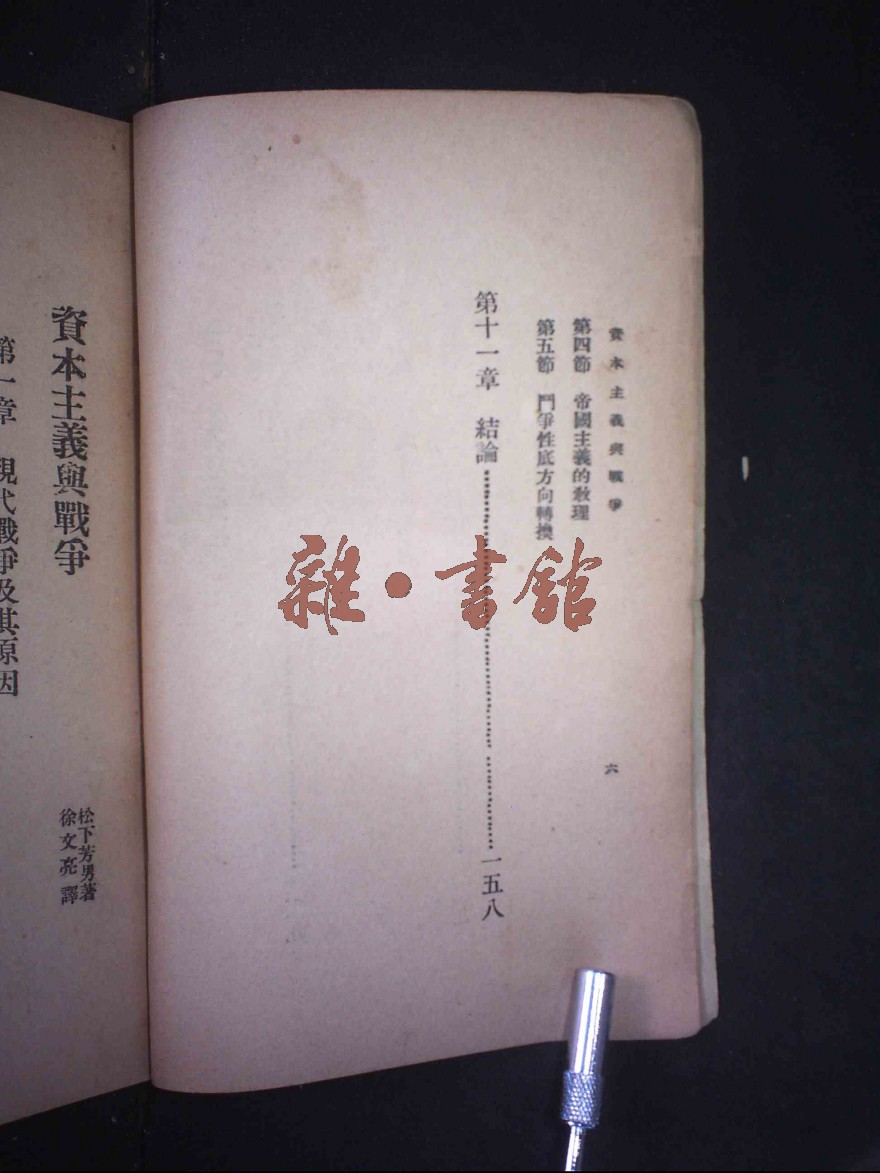 資本主義與戰爭
第四節　帝國主義的教理
第五節　鬥爭性底方向轉換
第十一章　結論………………一五八
六
資本主義與戰爭
松下芳男著
徐文亮譯
第一章　現代戰爭及其原因
雜・書館